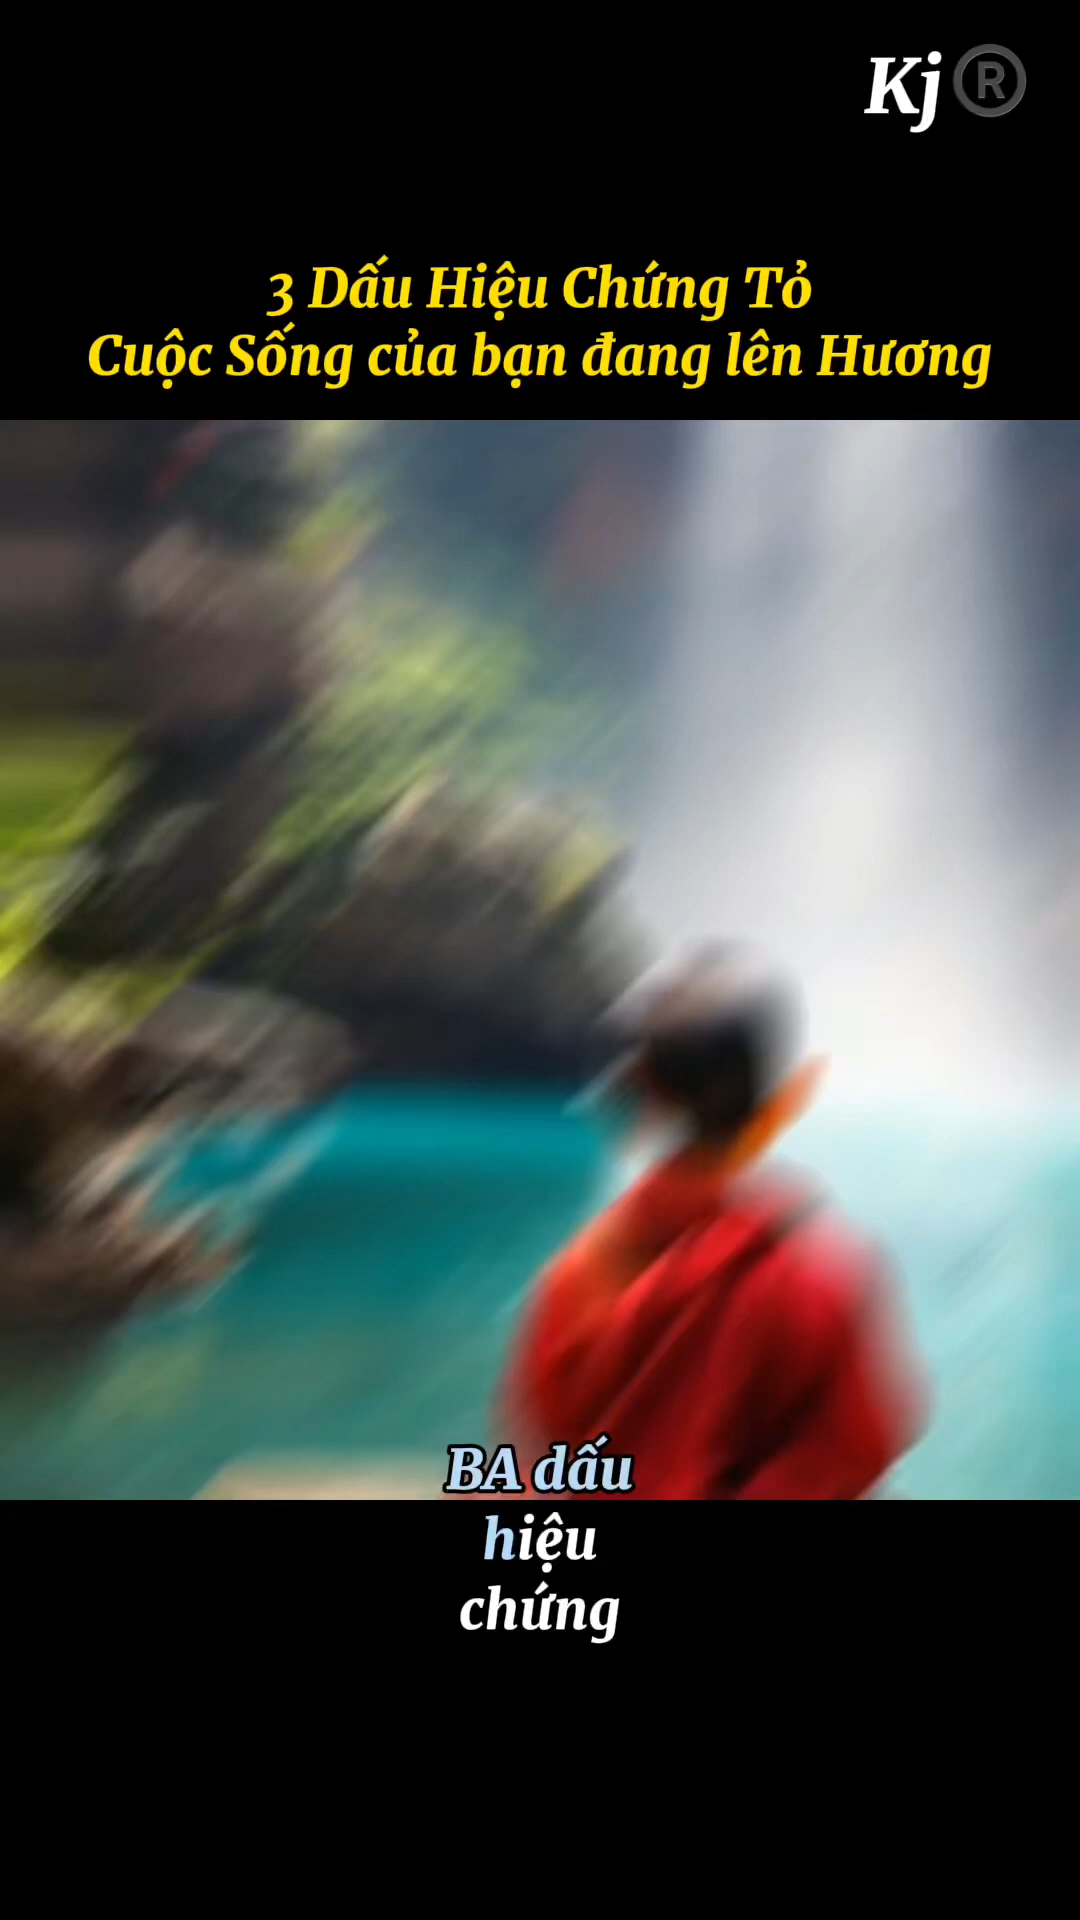 Kj®
3 Dấu Hiệu Chứng Tỏ
Cuộc Sống của bạn đang lên Hương
BA dấu
hiệu
chứng